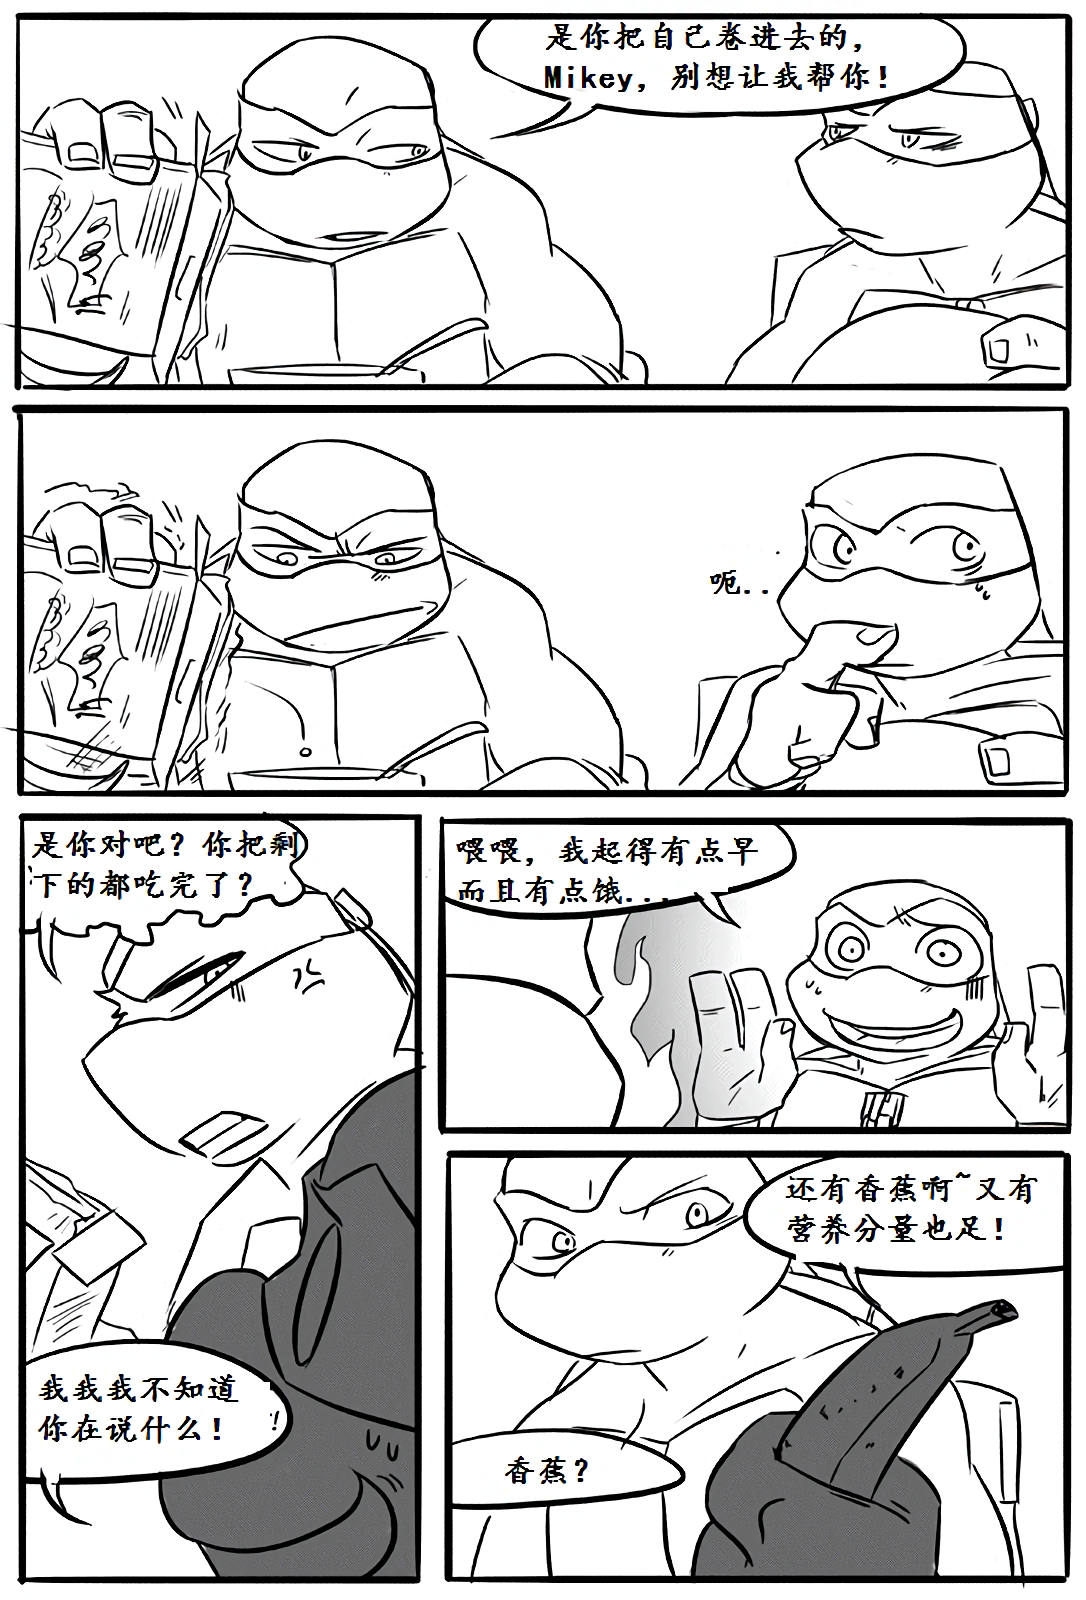 是你把自己卷进去的，
Mikey，别想让我帮你！
呃..
是你对吧？你把剩
下的都吃完了？
我我我不知道
你在说什么！
喂喂，我起得有点早
而且有点饿...
还有香蕉啊~又有
营养分量也足！
香蕉？